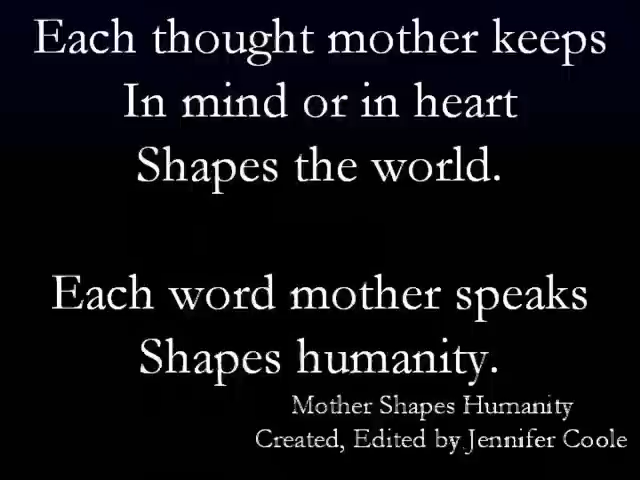 Each thought mother keeps
In mind or in heart
Shapes the world.
Each word mother speaks
Shapes humanity.
Mother Shapes Humanity
Created, Edited by Jennifer Coole